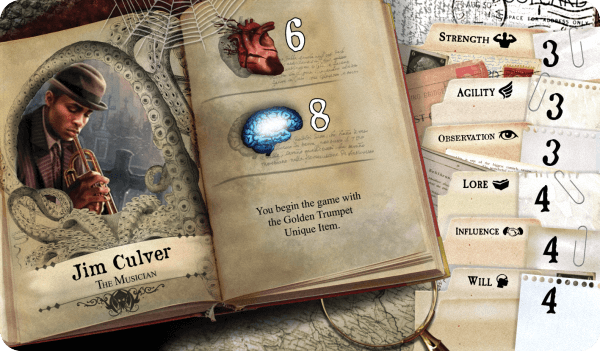 6
8
You begin the game with
the Golden Trumpet
Unique Item.
Jim Culver
The Musician
Strength 3
Agility 3
Observation 3
Lore 4
Influence 4
Will 4